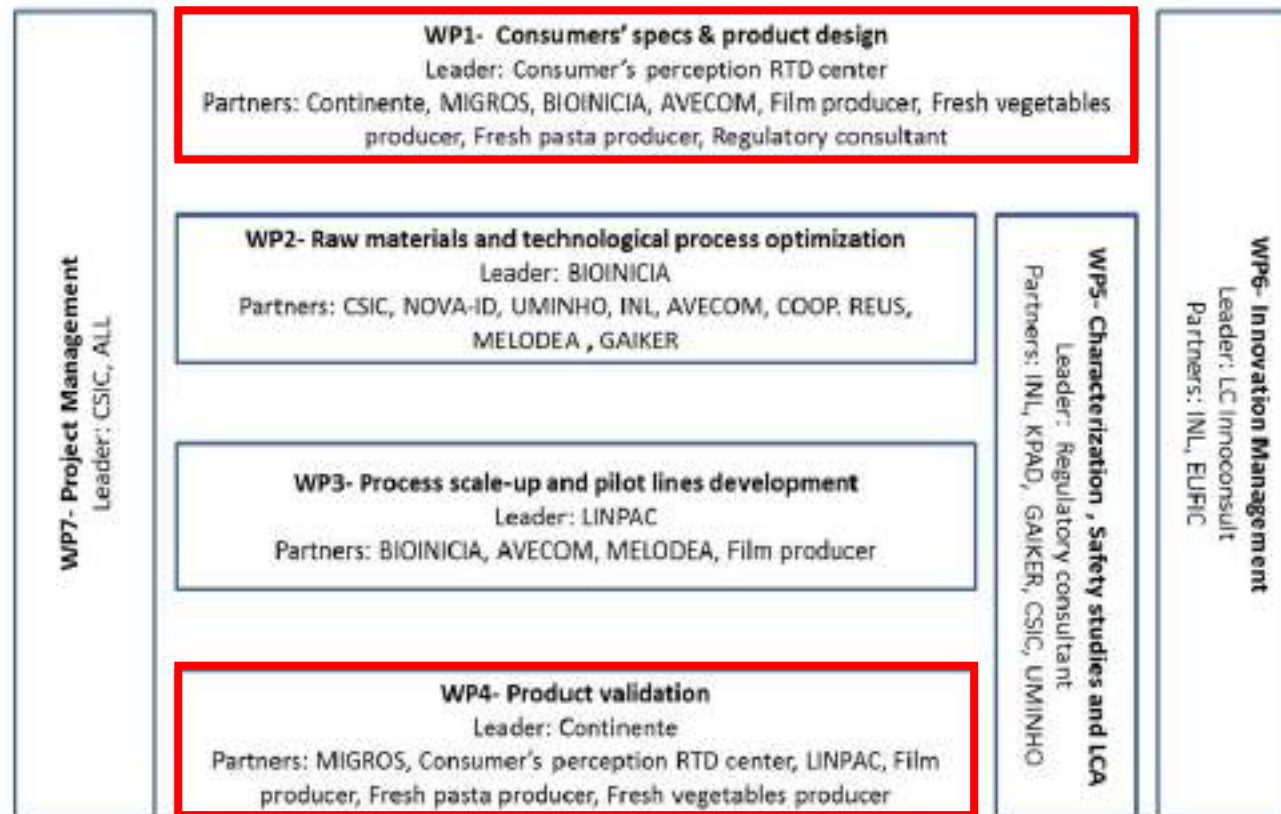 WP1- Consumers' specs & product design
Leader: Consumer's perception RTD center
Partners: Continente, MIGROS, BIOINICIA, AVECOM, Film producer, Fresh vegetables
producer, Fresh pasta producer, Regulatory consultant
WP2- Raw materials and technological process optimization
Leader: BIOINICIA
Partners: CSIC, NOVA-ID, UMINHO, INL, AVECOM, COOP. REUS,
MELODEA , GAIKER
WP3- Process scale-up and pilot lines development
Leader: LINPAC
Partners: BIOINICIA, AVECOM, MELODEA, Film producer
WP4- Product validation
Leader: Continente
Partners: MIGROS, Consumer's perception RTD center, LINPAC, Film
producer, Fresh pasta producer, Fresh vegetables producer
WP5- Characterization , Safety studies and LCA
Leader: Regulatory consultant
Partners: INL, KPAD, GAIKER, CSIC, UMINHO
WP6- Innovation Management
Leader: LC Innoconsult
Partners: INL, EUFIC
WP7- Project Management
Leader: CSIC, ALL